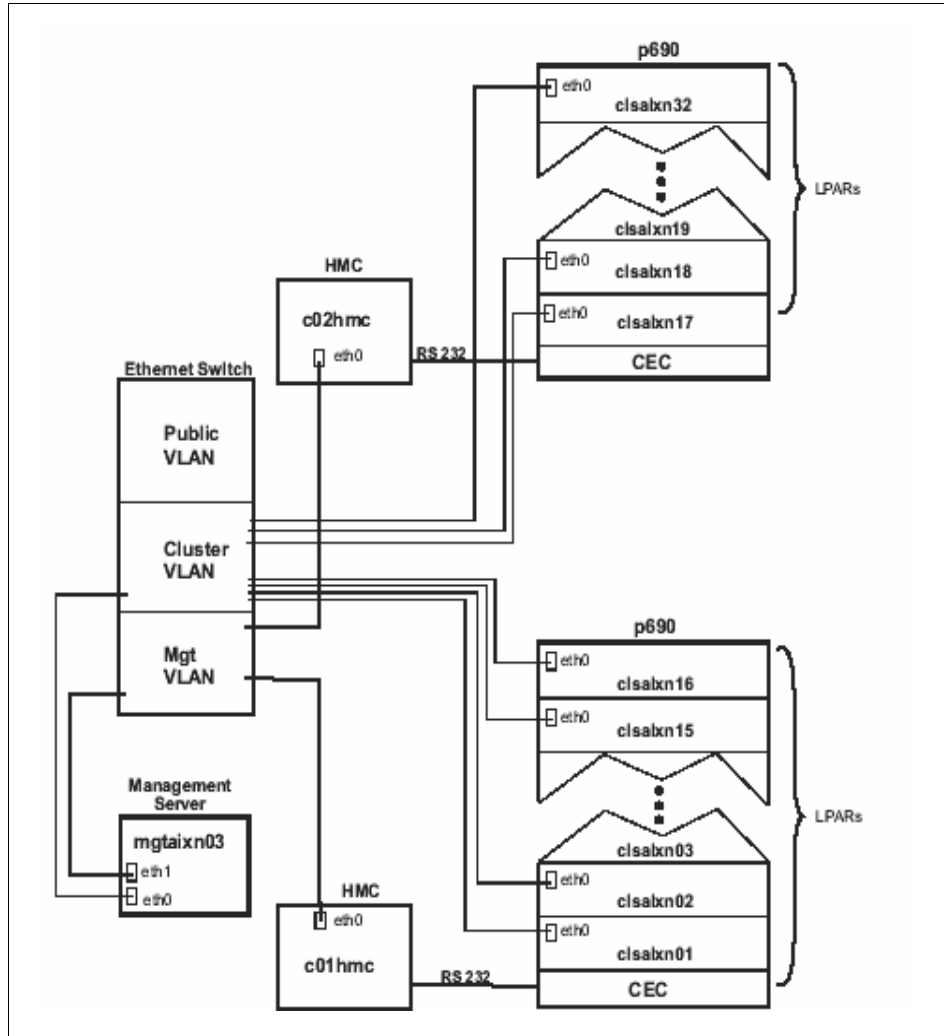 p690
eth0
clsaixn32
LPARs
clsaixn19
eth0
clsaixn18
eth0
clsaixn17
CEC
HMC
c02hmc
eth0
RS 232
Ethernet Switch
Public
VLAN
Cluster
VLAN
Mgt
VLAN
p690
eth0
clsaixn16
eth0
clsaixn15
LPARs
clsaixn03
eth0
clsaixn02
eth0
clsaixn01
CEC
Management
Server
mgtaixn03
eth1
eth0
HMC
eth0
c01hmc
RS 232